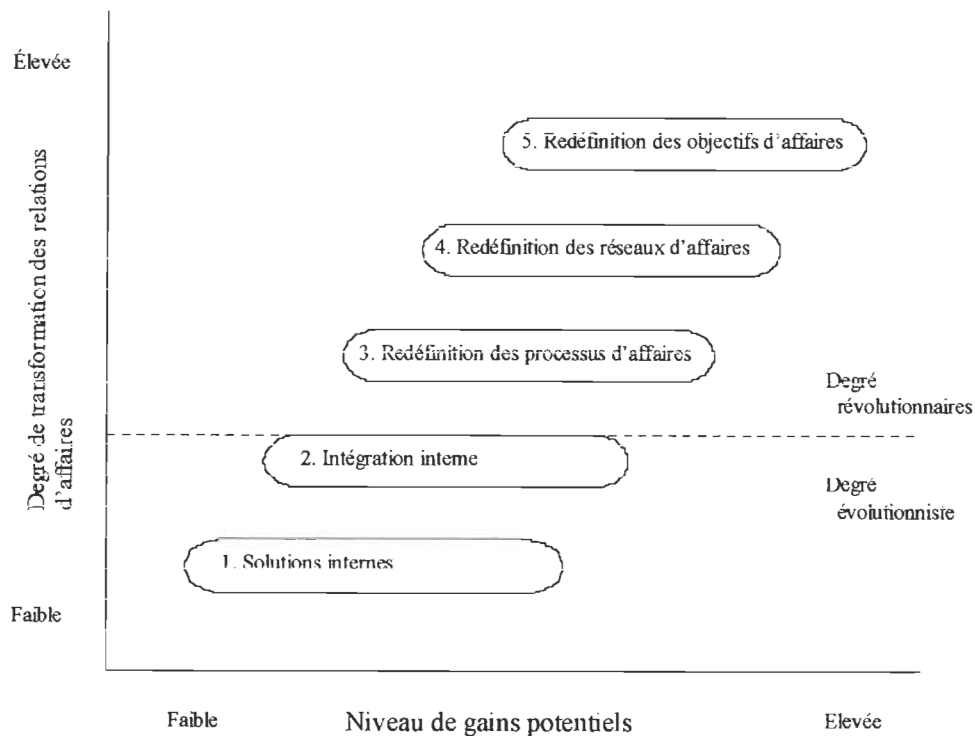 Élevée
5. Redéfinition des objectifs d'affaires
4. Redéfinition des réseaux d'affaires
3. Redéfinition des processus d'affaires
Degré
révolutionnaires
2. Intégration interne
Degré
évolutionniste
1. Solutions internes
Faible
Degré de transformation des relations
d'affaires
Faible
Niveau de gains potentiels
Elevée